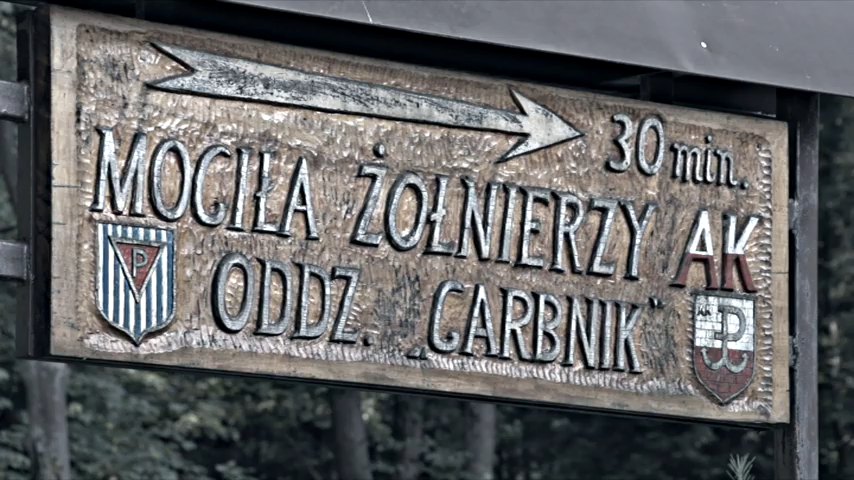 30 min.
MOGIŁA ŻOŁNIERZY AK
ODDZ. „GARBNIK”
P